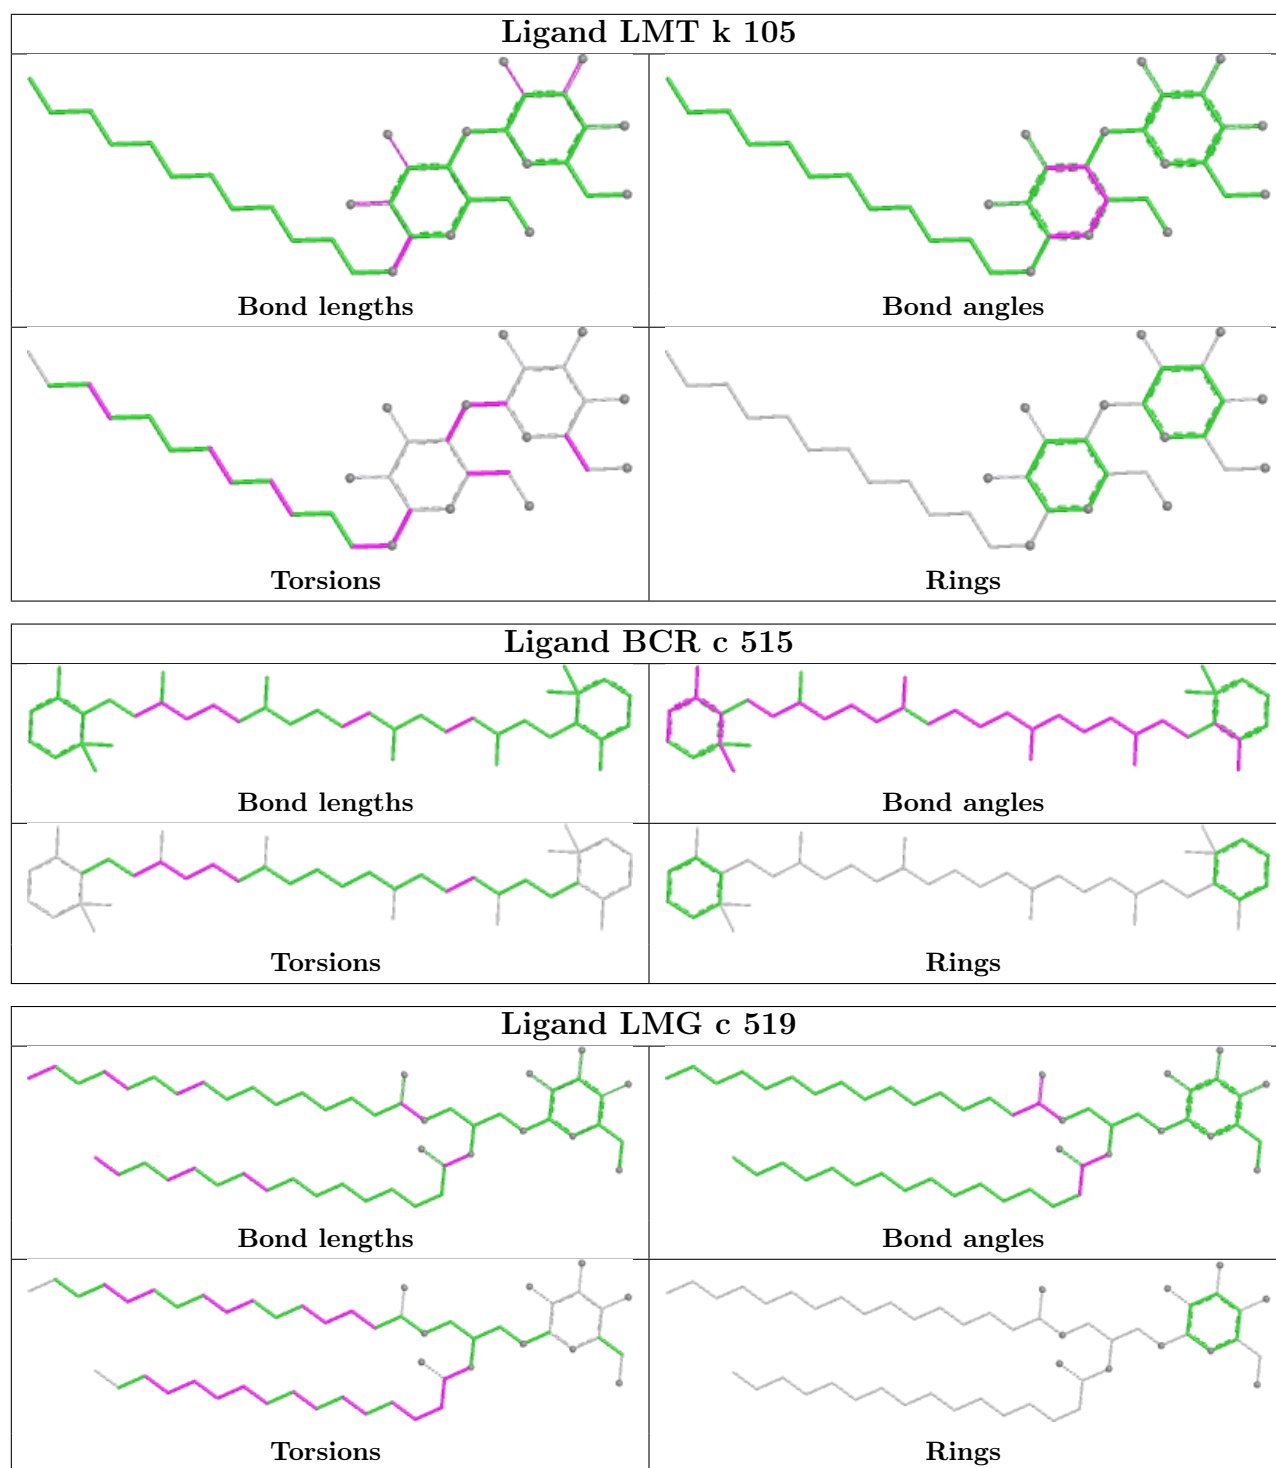 Ligand LMT k 105
Bond lengths
Bond angles
Torsions
Rings
Ligand BCR c 515
Bond lengths
Bond angles
Torsions
Rings
Ligand LMG c 519
Bond lengths
Bond angles
Torsions
Rings